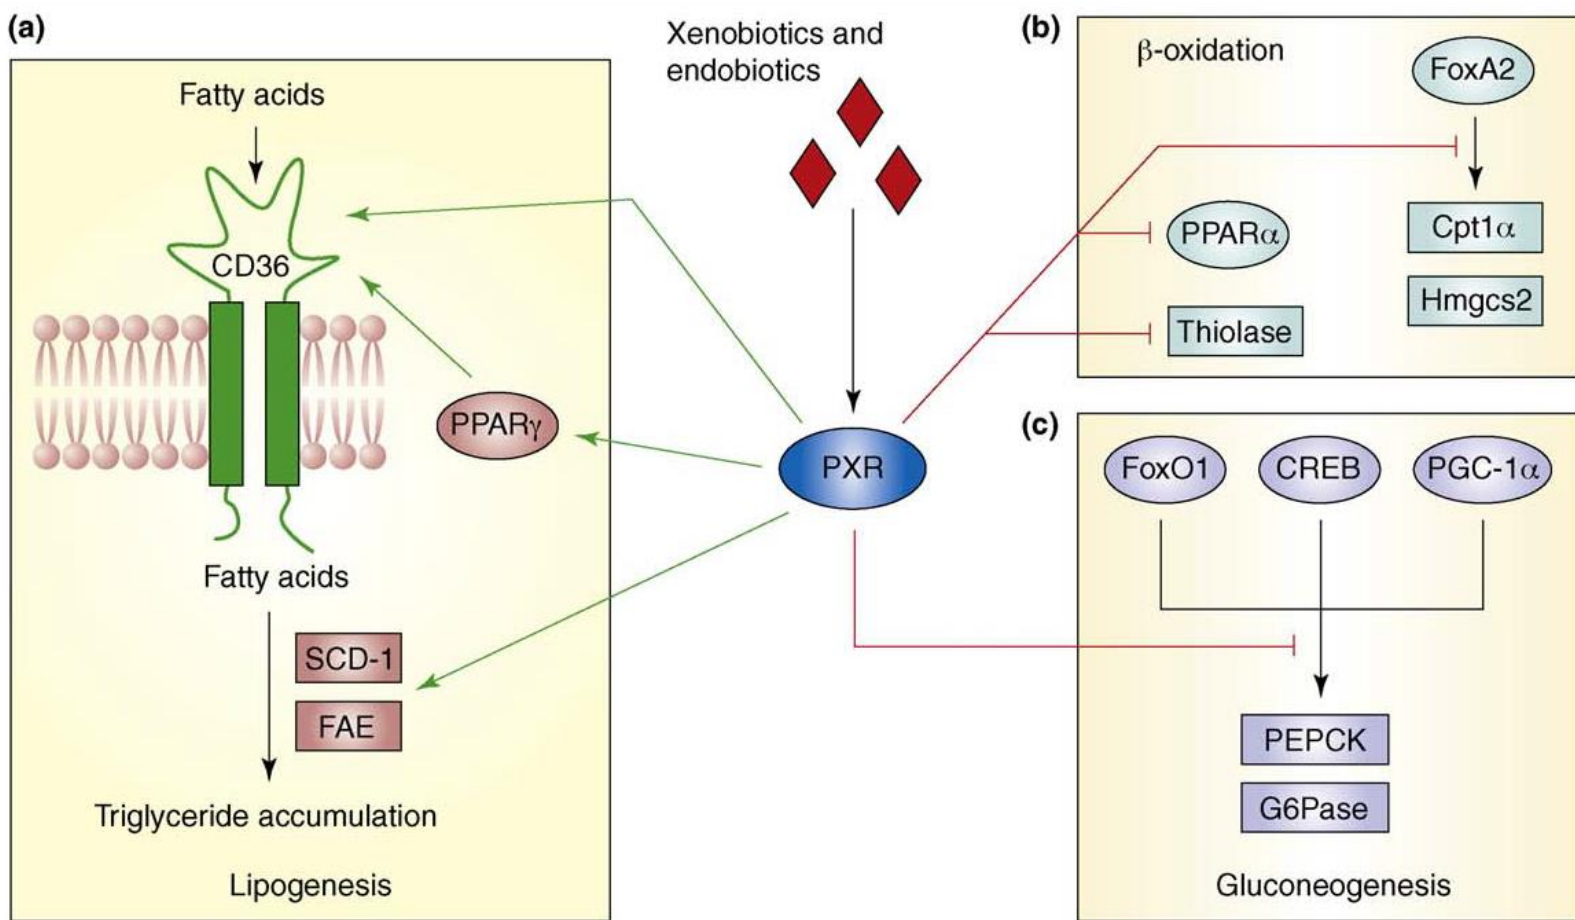 (a)
Fatty acids
CD36
PPARγ
Fatty acids
SCD-1
FAE
Triglyceride accumulation
Lipogenesis
Xenobiotics and
endobiotics
PXR
(b)
β-oxidation
FoxA2
PPARα
Cpt1α
Hmgcs2
Thiolase
(c)
FoxO1
CREB
PGC-1α
PEPCK
G6Pase
Gluconeogenesis